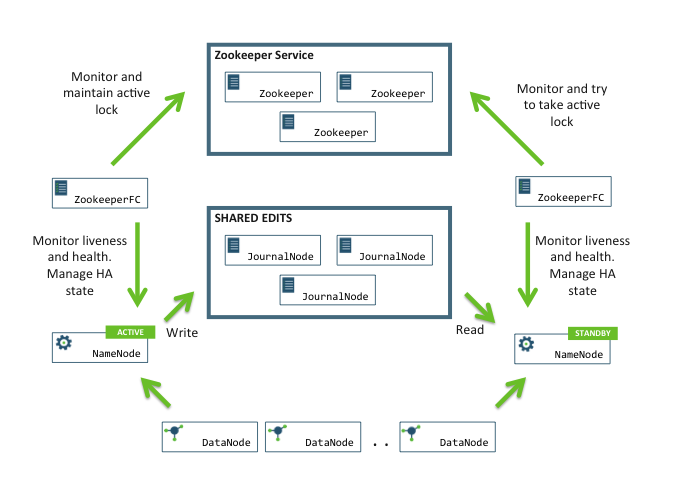 Zookeeper Service
Zookeeper
Zookeeper
Zookeeper
Monitor and
maintain active
lock
Monitor and try
to take active
lock
ZookeeperFC
ZookeeperFC
SHARED EDITS
JournalNode
JournalNode
JournalNode
Monitor liveness
and health.
Manage HA
state
Monitor liveness
and health.
Manage HA
state
ACTIVE
NameNode
Write
Read
STANDBY
NameNode
DataNode
DataNode
. .
DataNode